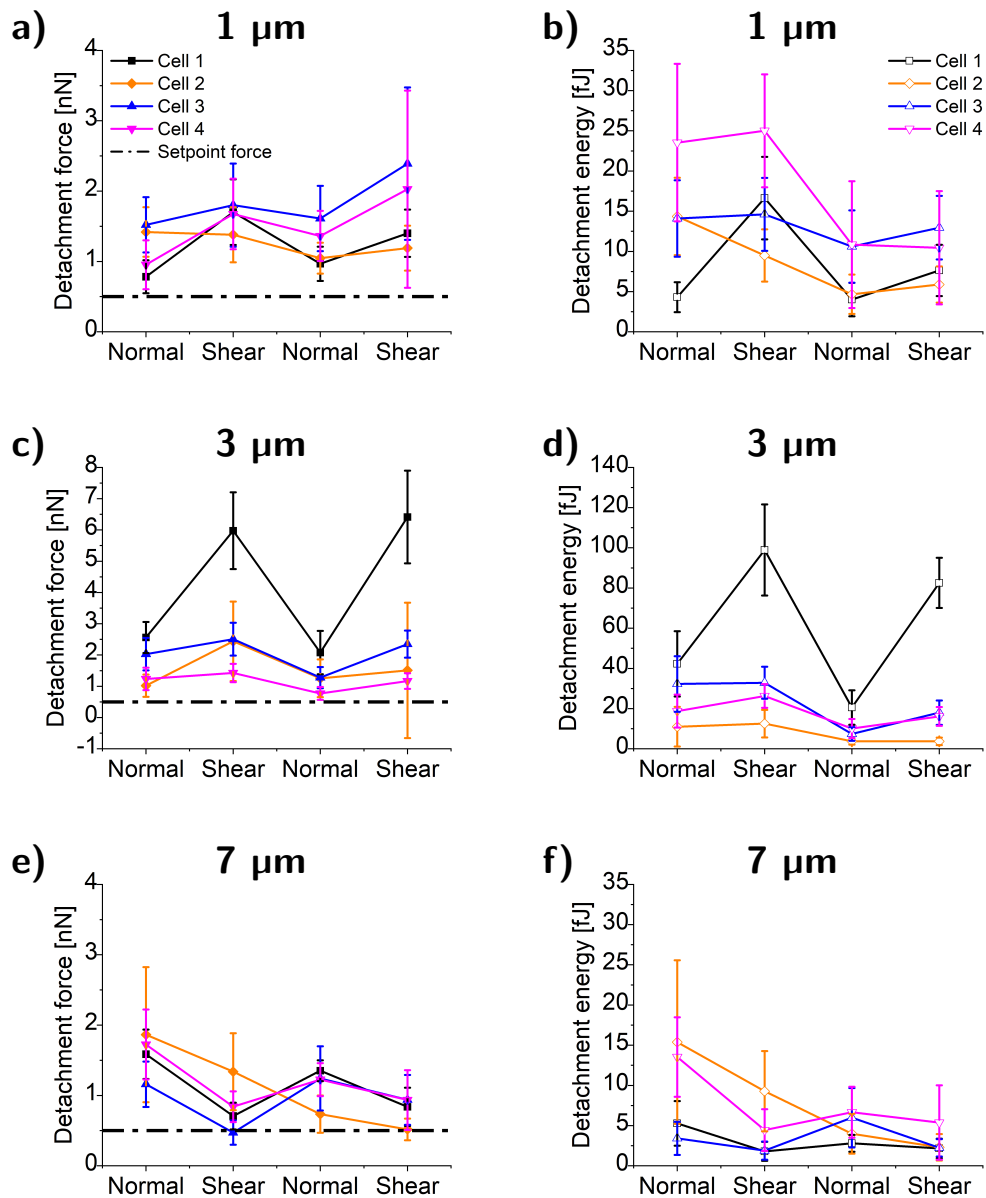 a) 1 µm
Detachment force [nN]
4
3
2
1
0
Cell 1
Cell 2
Cell 3
Cell 4
Setpoint force
Normal Shear Normal Shear
b) 1 µm
Detachment energy [fJ]
35
30
25
20
15
10
5
0
Cell 1
Cell 2
Cell 3
Cell 4
Normal Shear Normal Shear
c) 3 µm
Detachment force [nN]
8
7
6
5
4
3
2
1
0
-1
Normal Shear Normal Shear
d) 3 µm
Detachment energy [fJ]
140
120
100
80
60
40
20
0
Normal Shear Normal Shear
e) 7 µm
Detachment force [nN]
4
3
2
1
0
Normal Shear Normal Shear
f) 7 µm
Detachment energy [fJ]
35
30
25
20
15
10
5
0
Normal Shear Normal Shear